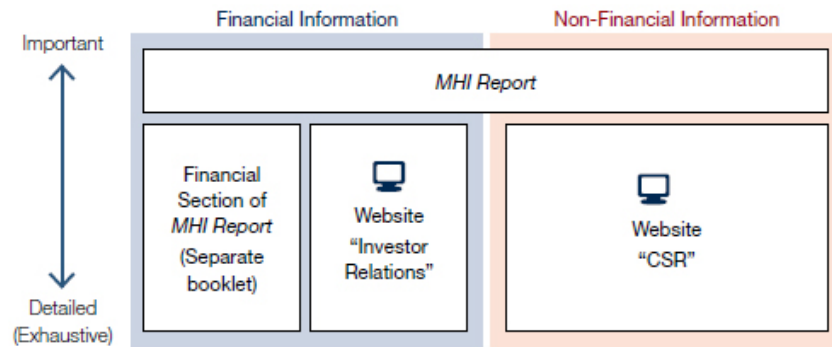 Financial Information
Non-Financial Information
Important
MHI Report
Financial
Section of
MHI Report
(Separate
booklet)
Website
“Investor
Relations”
Website
“CSR”
Detailed
(Exhaustive)